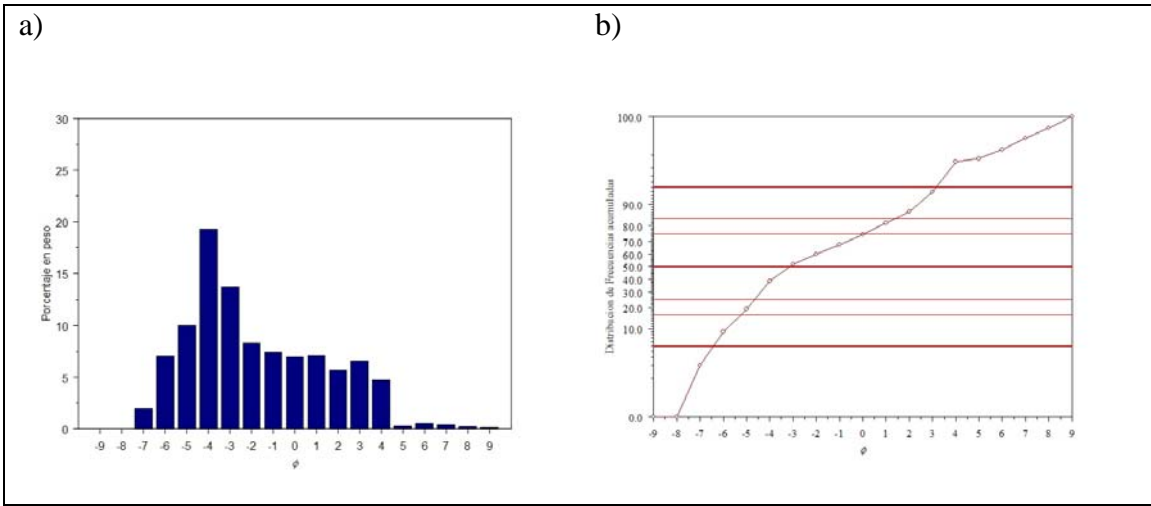 a)
b)
Porcentaje en peso
30
25
20
15
10
5
0
-9 -8 -7 -6 -5 -4 -3 -2 -1 0 1 2 3 4 5 6 7 8 9
φ
Distribucion de Frecuencias acumuladas
100.0
90.0
80.0
70.0
60.0
50.0
40.0
30.0
20.0
10.0
0.0
-9 -8 -7 -6 -5 -4 -3 -2 -1 0 1 2 3 4 5 6 7 8 9
φ